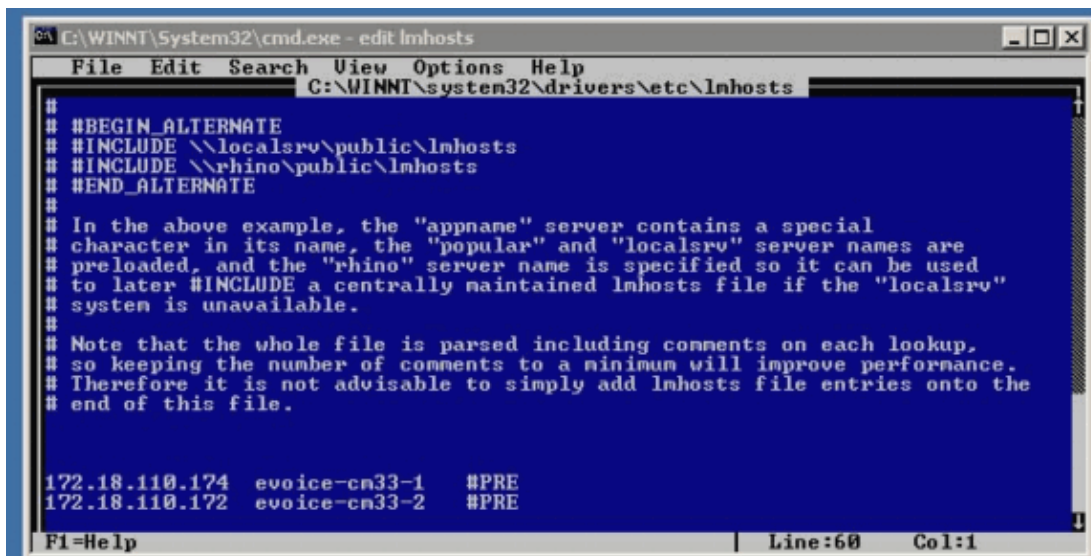 C:\WINNT\System32\cmd.exe - edit lmhosts
File Edit Search View Options Help
C:\WINNT\system32\drivers\etc\lmhosts
#
# #BEGIN_ALTERNATE
# #INCLUDE \\localsrv\public\lmhosts
# #INCLUDE \\rhino\public\lmhosts
# #END_ALTERNATE
#
# In the above example, the "appname" server contains a special
# character in its name, the "popular" and "localsrv" server names are
# preloaded, and the "rhino" server name is specified so it can be used
# to later #INCLUDE a centrally maintained lmhosts file if the "localsrv"
# system is unavailable.
#
# Note that the whole file is parsed including comments on each lookup,
# so keeping the number of comments to a minimum will improve performance.
# Therefore it is not advisable to simply add lmhosts file entries onto the
# end of this file.
172.18.110.174 evoice-cm33-1 #PRE
172.18.110.172 evoice-cm33-2 #PRE
F1=Help | Line:60 Col:1